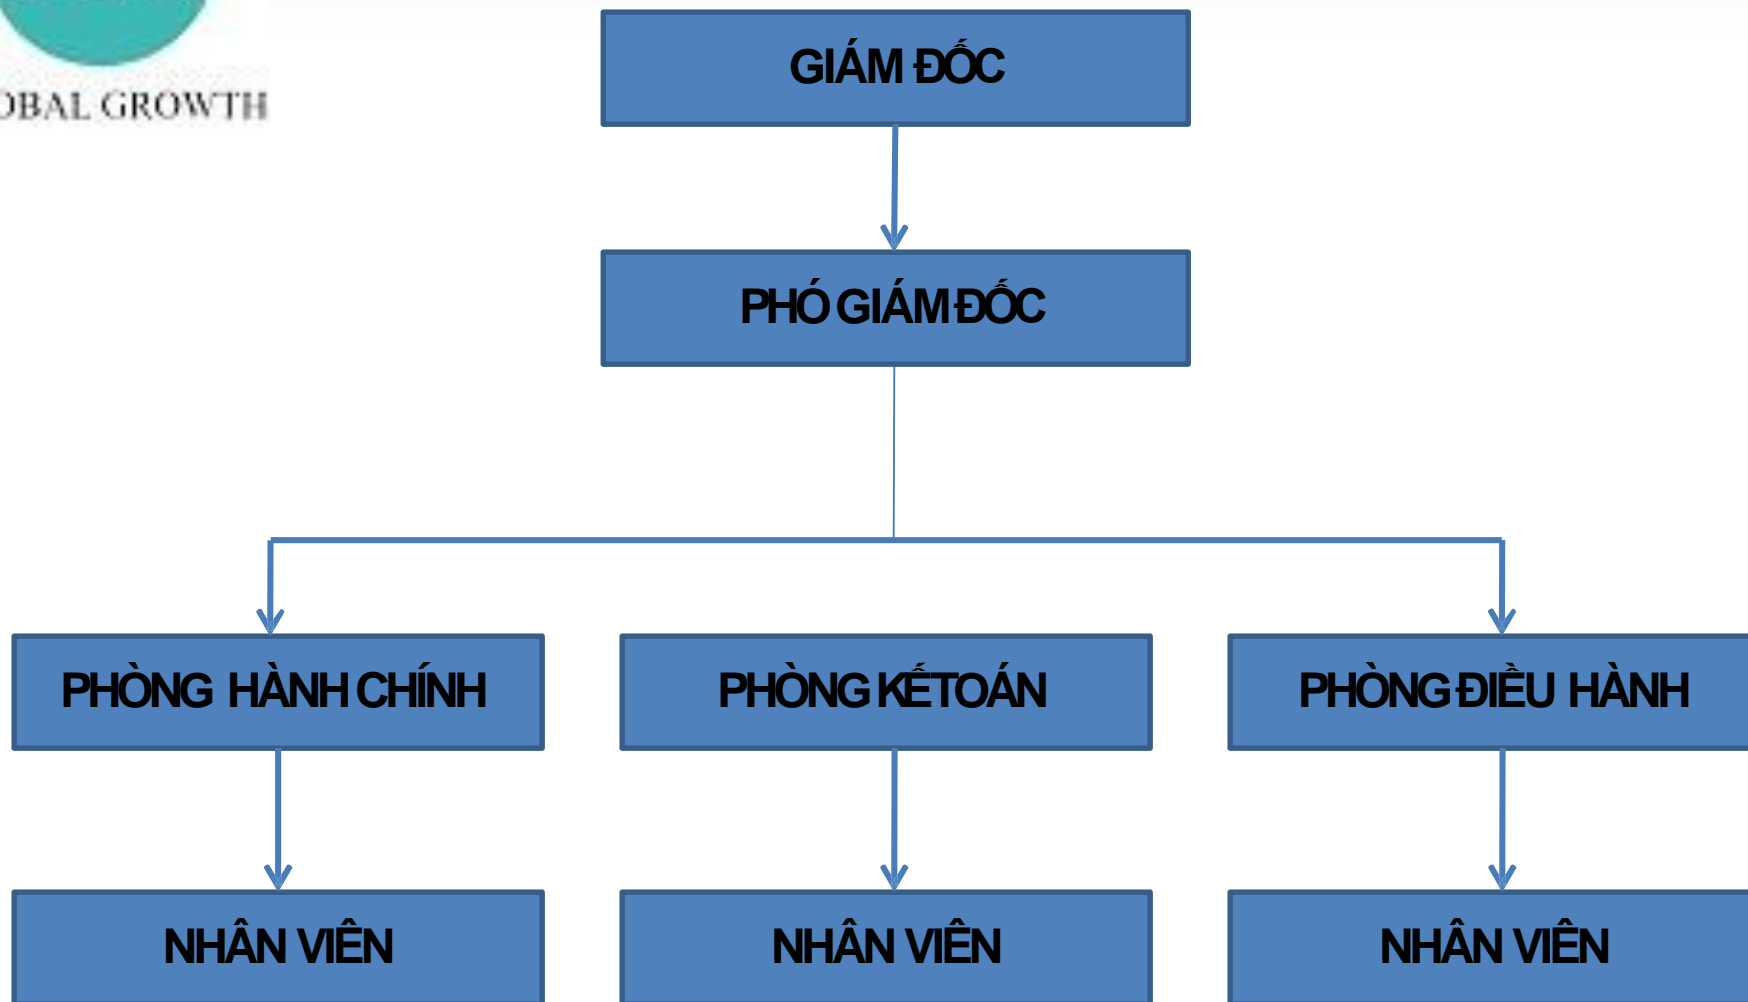 OBAL GROWTH
GIÁM ĐỐC
PHÓ GIÁM ĐỐC
PHÒNG HÀNH CHÍNH
PHÒNG KẾ TOÁN
PHÒNG ĐIỀU HÀNH
NHÂN VIÊN
NHÂN VIÊN
NHÂN VIÊN